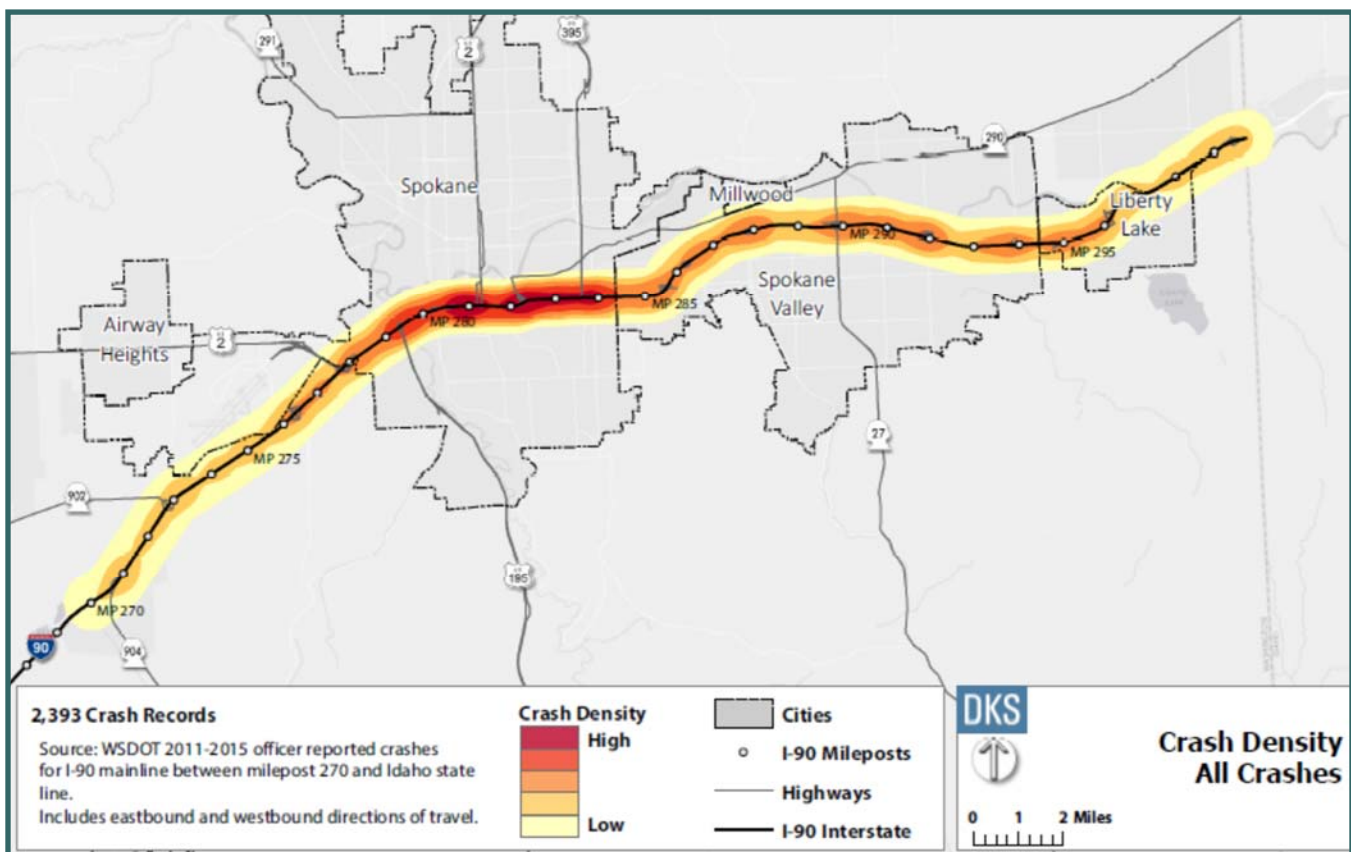 291
US
2
395
290
Spokane
Millwood
Liberty
Lake
MP 290
MP 295
Spokane
Valley
MP 285
MP 280
Airway
Heights
2
MP 275
27
902
US
195
MP 270
90
904
2,393 Crash Records
Source: WSDOT 2011-2015 officer reported crashes
for I-90 mainline between milepost 270 and Idaho state
line.
Includes eastbound and westbound directions of travel.
Crash Density
High
Low
Cities
I-90 Mileposts
Highways
I-90 Interstate
DKS
0 1 2 Miles
Crash Density
All Crashes